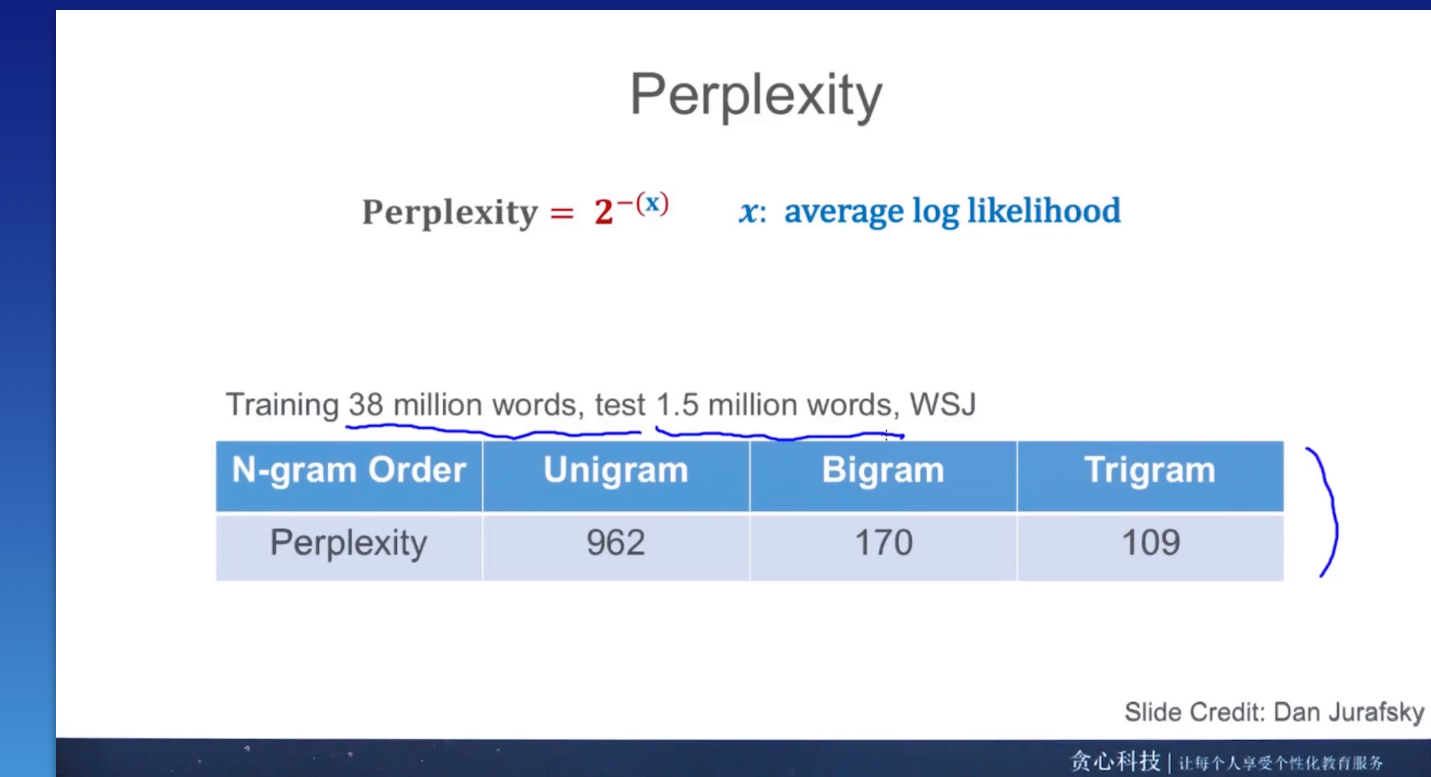 Perplexity
Perplexity = 2^{-(x)} x: average log likelihood
Training 38 million words, test 1.5 million words, WSJ
N-gram Order Unigram Bigram Trigram
Perplexity 962 170 109
Slide Credit: Dan Jurafsky
贪心科技 | 让每个人享受个性化教育服务